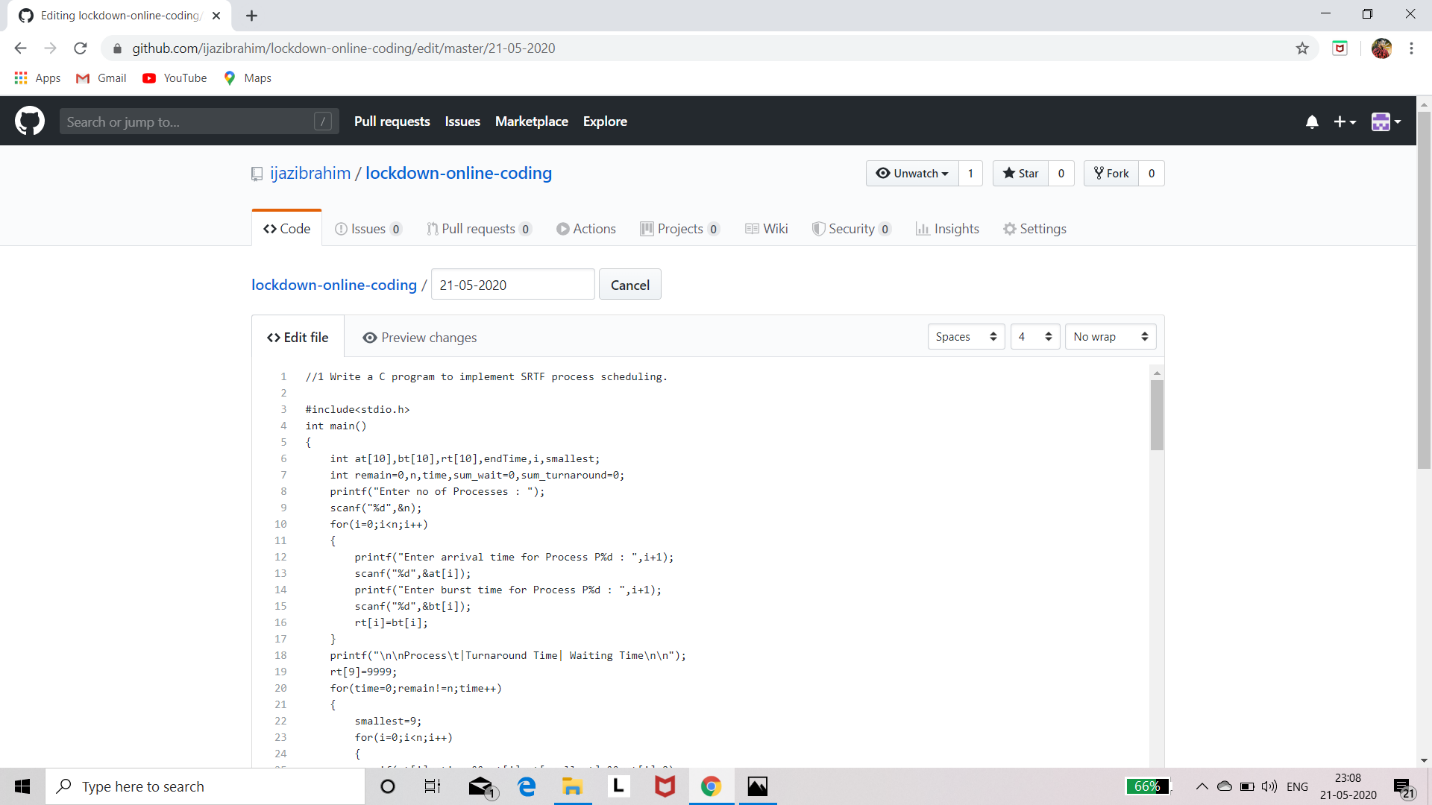 Editing lockdown-online-coding/
github.com/ijazibrahim/lockdown-online-coding/edit/master/21-05-2020
Apps Gmail YouTube Maps
Search or jump to... / Pull requests Issues Marketplace Explore
ijazibrahim / lockdown-online-coding Unwatch 1 Star 0 Fork 0
<> Code Issues 0 Pull requests 0 Actions Projects 0 Wiki Security 0 Insights Settings
lockdown-online-coding / 21-05-2020 Cancel
<> Edit file Preview changes Spaces 4 No wrap
1 //1 Write a C program to implement SRTF process scheduling.
2
3 #include<stdio.h>
4 int main()
5 {
6 int at[10],bt[10],rt[10],endTime,i,smallest;
7 int remain=0,n,time,sum_wait=0,sum_turnaround=0;
8 printf("Enter no of Processes : ");
9 scanf("%d",&n);
10 for(i=0;i<n;i++)
11 {
12 printf("Enter arrival time for Process P%d : ",i+1);
13 scanf("%d",&at[i]);
14 printf("Enter burst time for Process P%d : ",i+1);
15 scanf("%d",&bt[i]);
16 rt[i]=bt[i];
17 }
18 printf("\n\nProcess\t|Turnaround Time| Waiting Time\n\n");
19 rt[9]=9999;
20 for(time=0;remain!=n;time++)
21 {
22 smallest=9;
23 for(i=0;i<n;i++)
24 {
Type here to search L 1 66% ENG 23:08
21-05-2020 21